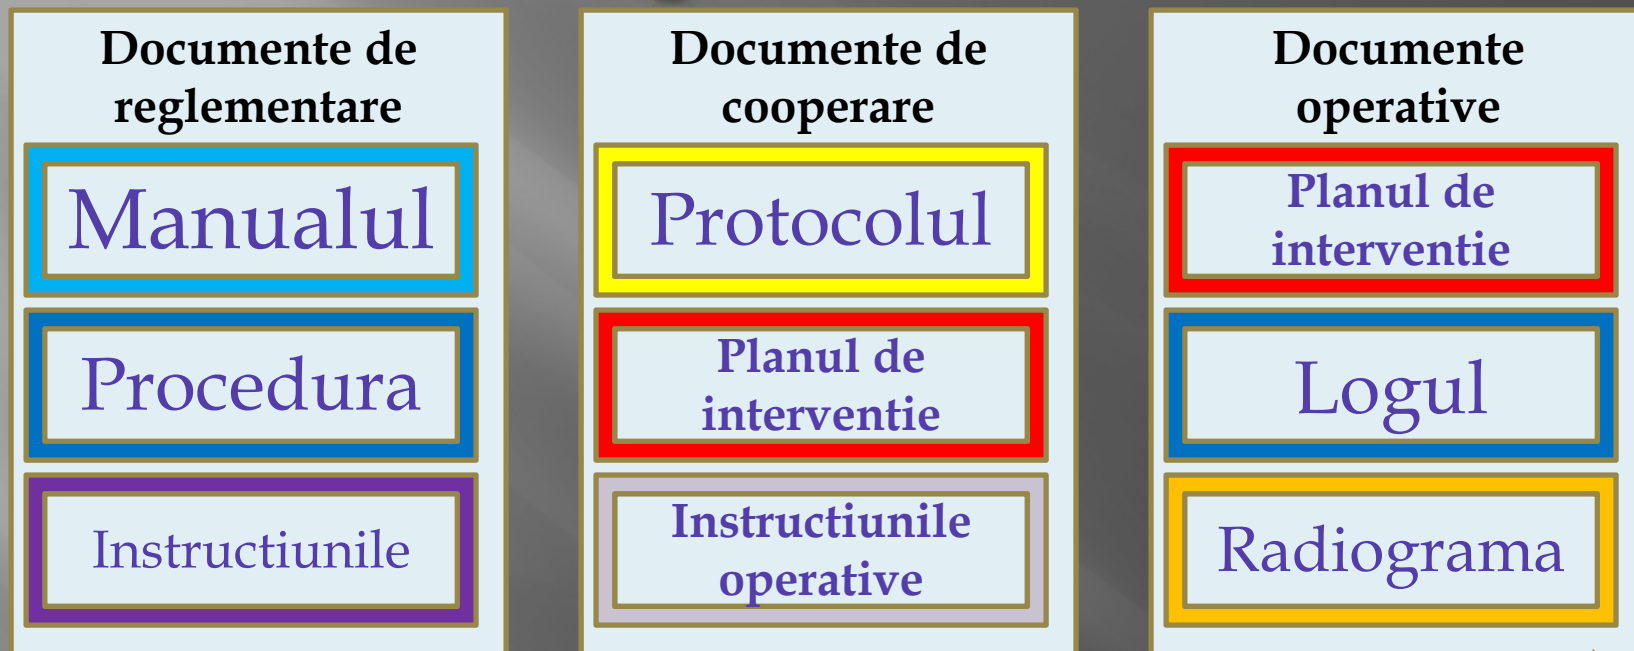 Documente de
reglementare
Manualul
Procedura
Instructiunile
Documente de
cooperare
Protocolul
Planul de
interventie
Instructiunile
operative
Documente
operative
Planul de
interventie
Logul
Radiograma